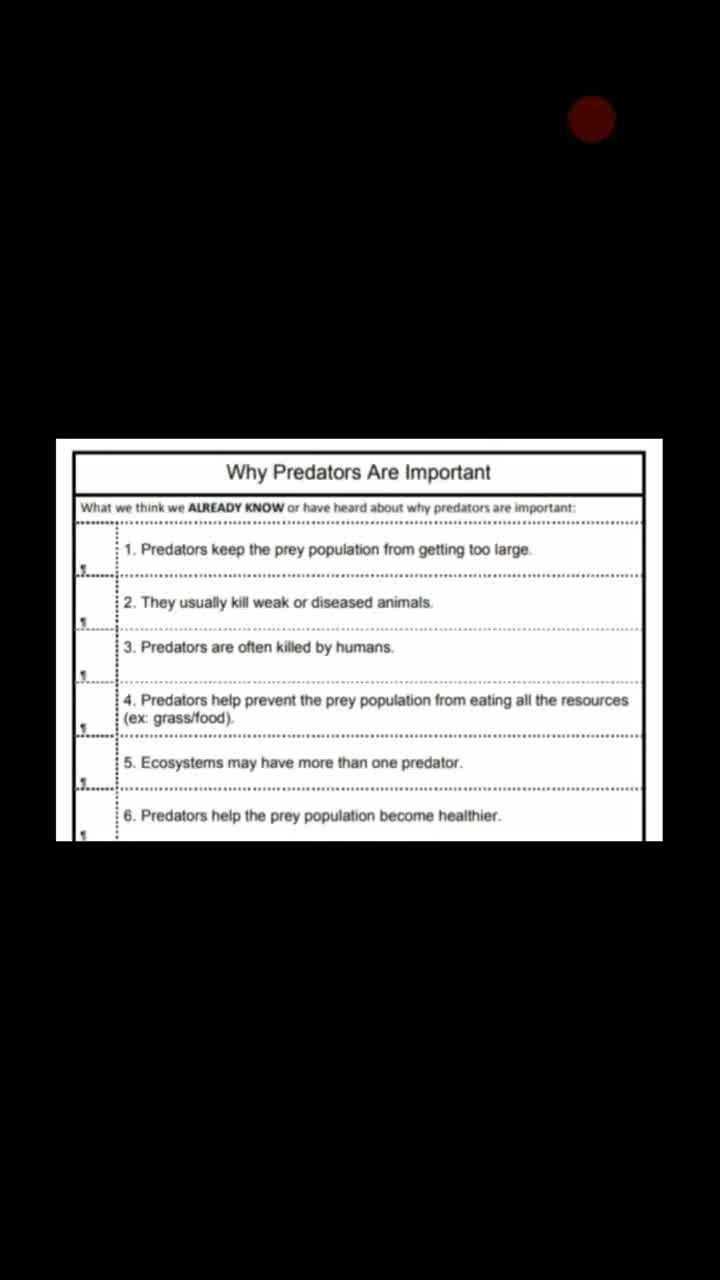 Why Predators Are Important
What we think we ALREADY KNOW or have heard about why predators are important:
1. Predators keep the prey population from getting too large.
2. They usually kill weak or diseased animals.
3. Predators are often killed by humans.
4. Predators help prevent the prey population from eating all the resources
(ex: grass/food).
5. Ecosystems may have more than one predator.
6. Predators help the prey population become healthier.